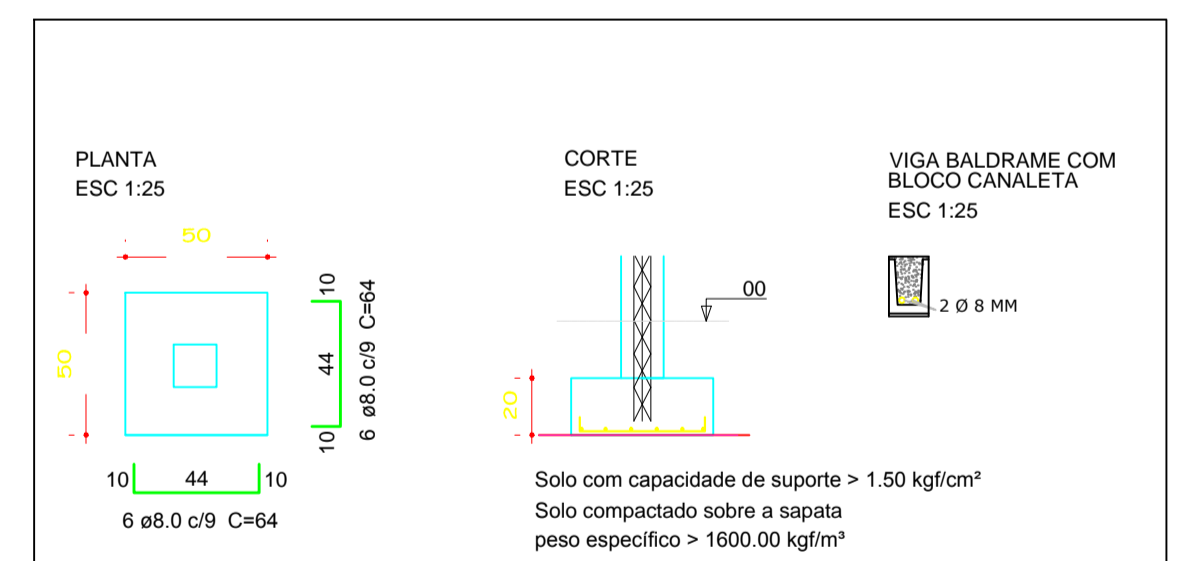 PLANTA
ESC 1:25
50
50
10
44
10
6 ø8.0 c/9 C=64
10
44
10
6 ø8.0 c/9 C=64
CORTE
ESC 1:25
00
20
Solo com capacidade de suporte > 1.50 kgf/cm²
Solo compactado sobre a sapata
peso específico > 1600.00 kgf/m³
VIGA BALDRAME COM
BLOCO CANALETA
ESC 1:25
2 Ø 8 MM